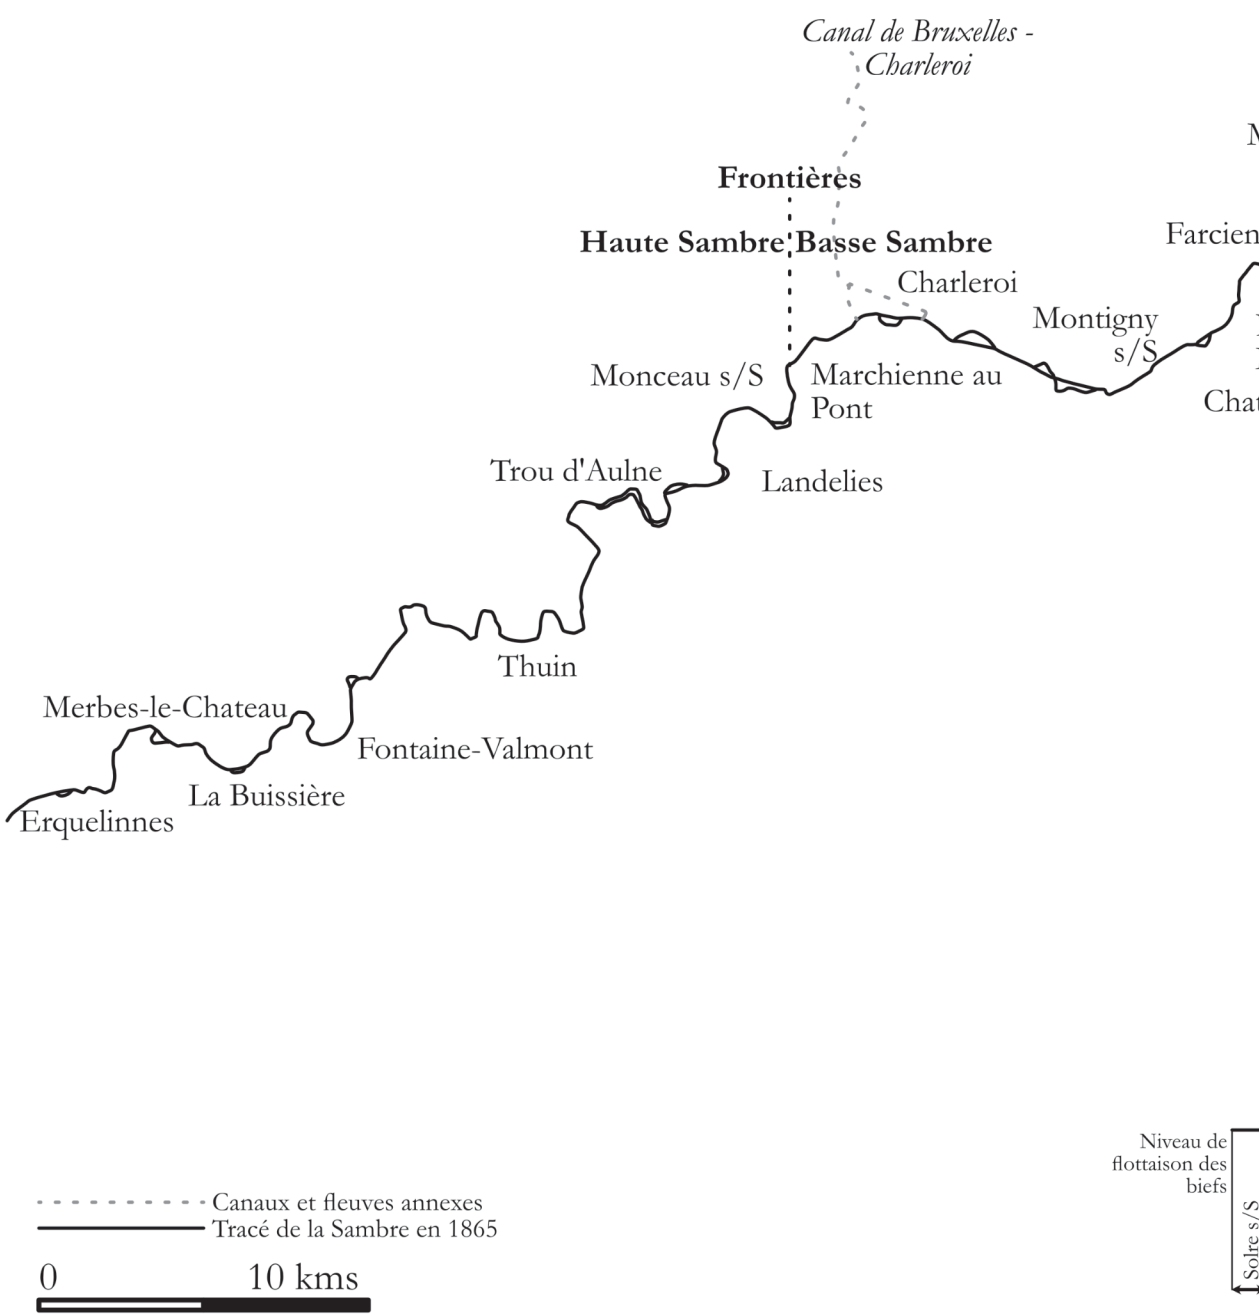 Canal de Bruxelles -
Charleroi
Frontières
Haute Sambre Basse Sambre
Farcien
Charleroi
Montigny
s/S
Monceau s/S
Marchienne au
Pont
Trou d'Aulne
Landelies
Thuin
Merbes-le-Chateau
Fontaine-Valmont
La Buissière
Erquelinnes
Niveau de
flottaison des
biefs
Solre s/S
Canaux et fleuves annexes
Tracé de la Sambre en 1865
0 10 kms